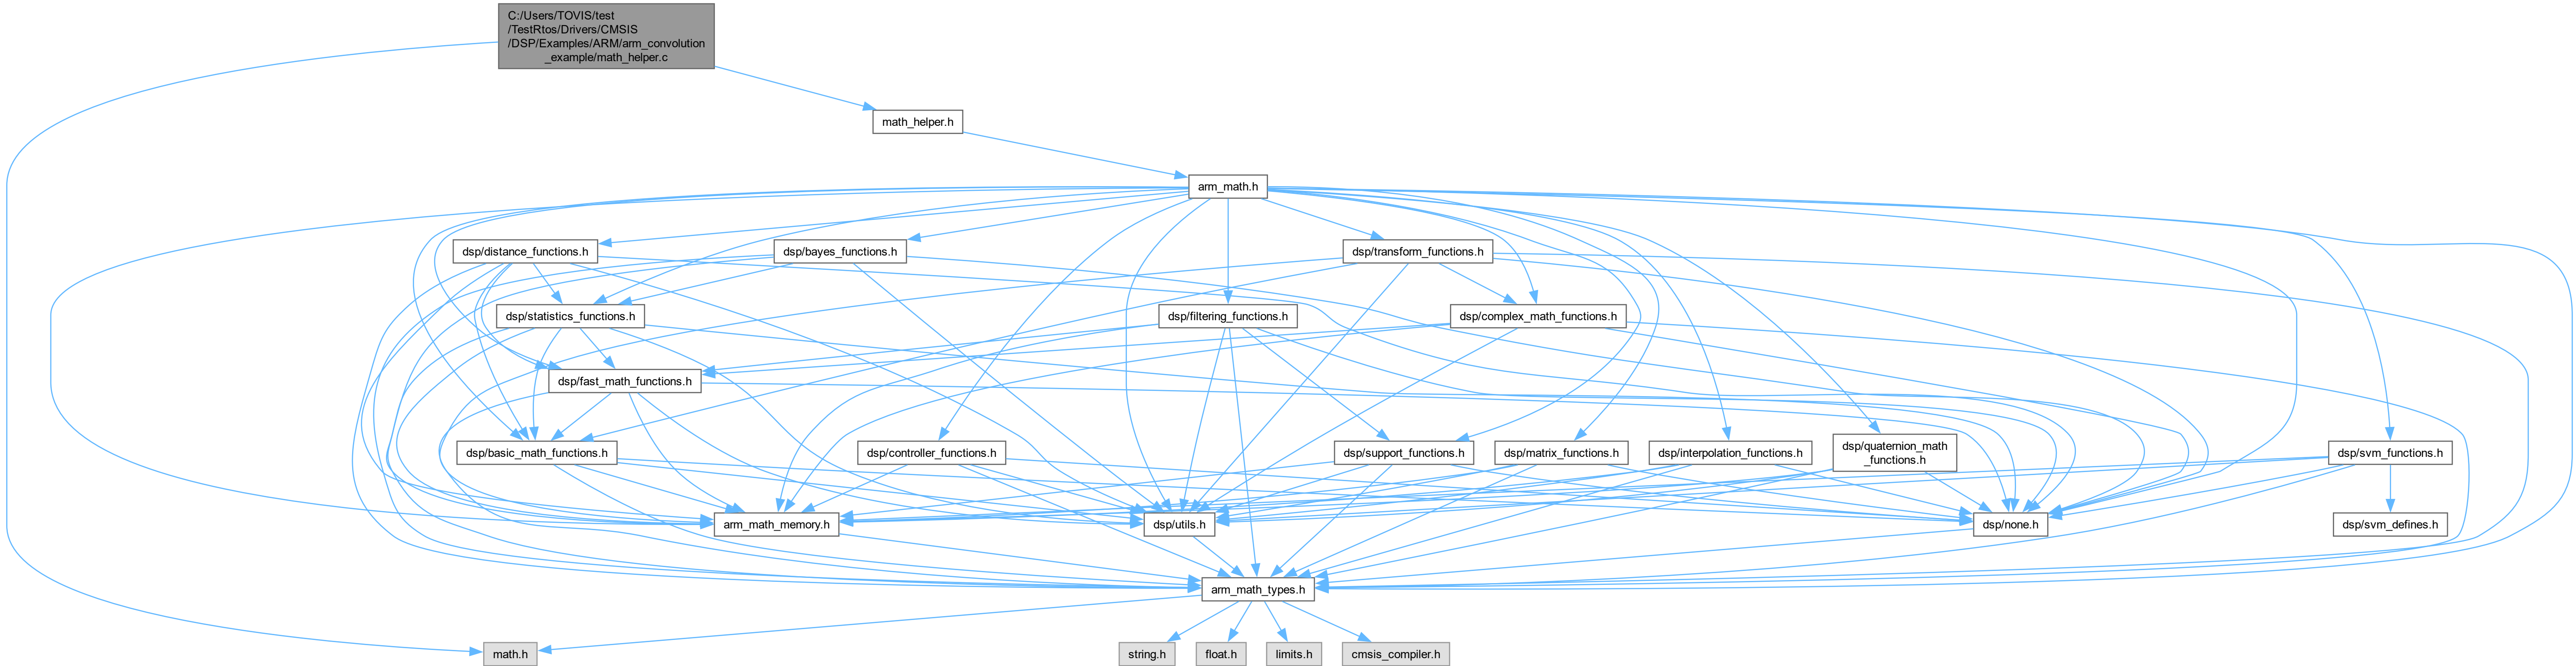 C:/Users/TOVIS/test
/TestRtos/Drivers/CMSIS
/DSP/Examples/ARM/arm_convolution
_example/math_helper.c
math_helper.h
arm_math.h
dsp/distance_functions.h
dsp/bayes_functions.h
dsp/transform_functions.h
dsp/statistics_functions.h
dsp/filtering_functions.h
dsp/complex_math_functions.h
dsp/fast_math_functions.h
dsp/basic_math_functions.h
dsp/controller_functions.h
dsp/support_functions.h
dsp/matrix_functions.h
dsp/interpolation_functions.h
dsp/quaternion_math
_functions.h
dsp/svm_functions.h
arm_math_memory.h
dsp/utils.h
dsp/none.h
dsp/svm_defines.h
arm_math_types.h
math.h
string.h
float.h
limits.h
cmsis_compiler.h